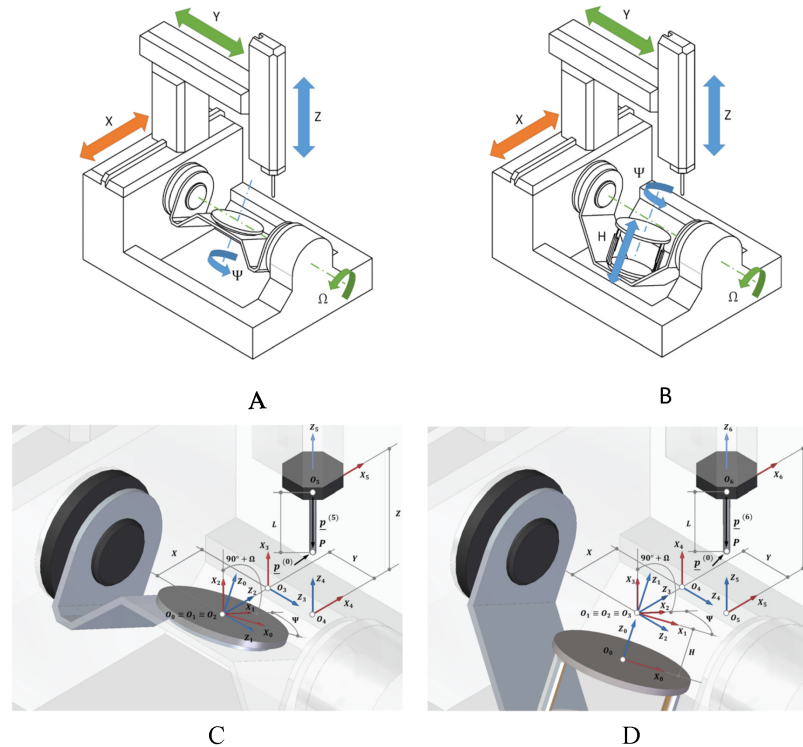 Y
X
Z
Ψ
Ω
A
Y
X
Z
Ψ
H
Ω
B
Z₅
O₅
X₅
L
p⁽⁵⁾
Z
P
p⁽⁰⁾
X₃
90° + Ω
X
Y
X₂
Z₀
Z₂
O₃
Z₃
Z₄
X₄
O₀ ≡ O₁ ≡ O₂
X₁
O₄
Ψ
Z₁
X₀
C
Z₆
O₆
X₆
L
p⁽⁶⁾
P
p⁽⁰⁾
X₄
90° + Ω
X
Y
X₃
Z₁
Z₃
O₄
Z₄
Z₅
X₅
O₁ ≡ O₂ ≡ O₃
X₂
O₅
Ψ
X₁
Z₂
Z₀
H
O₀
X₀
D